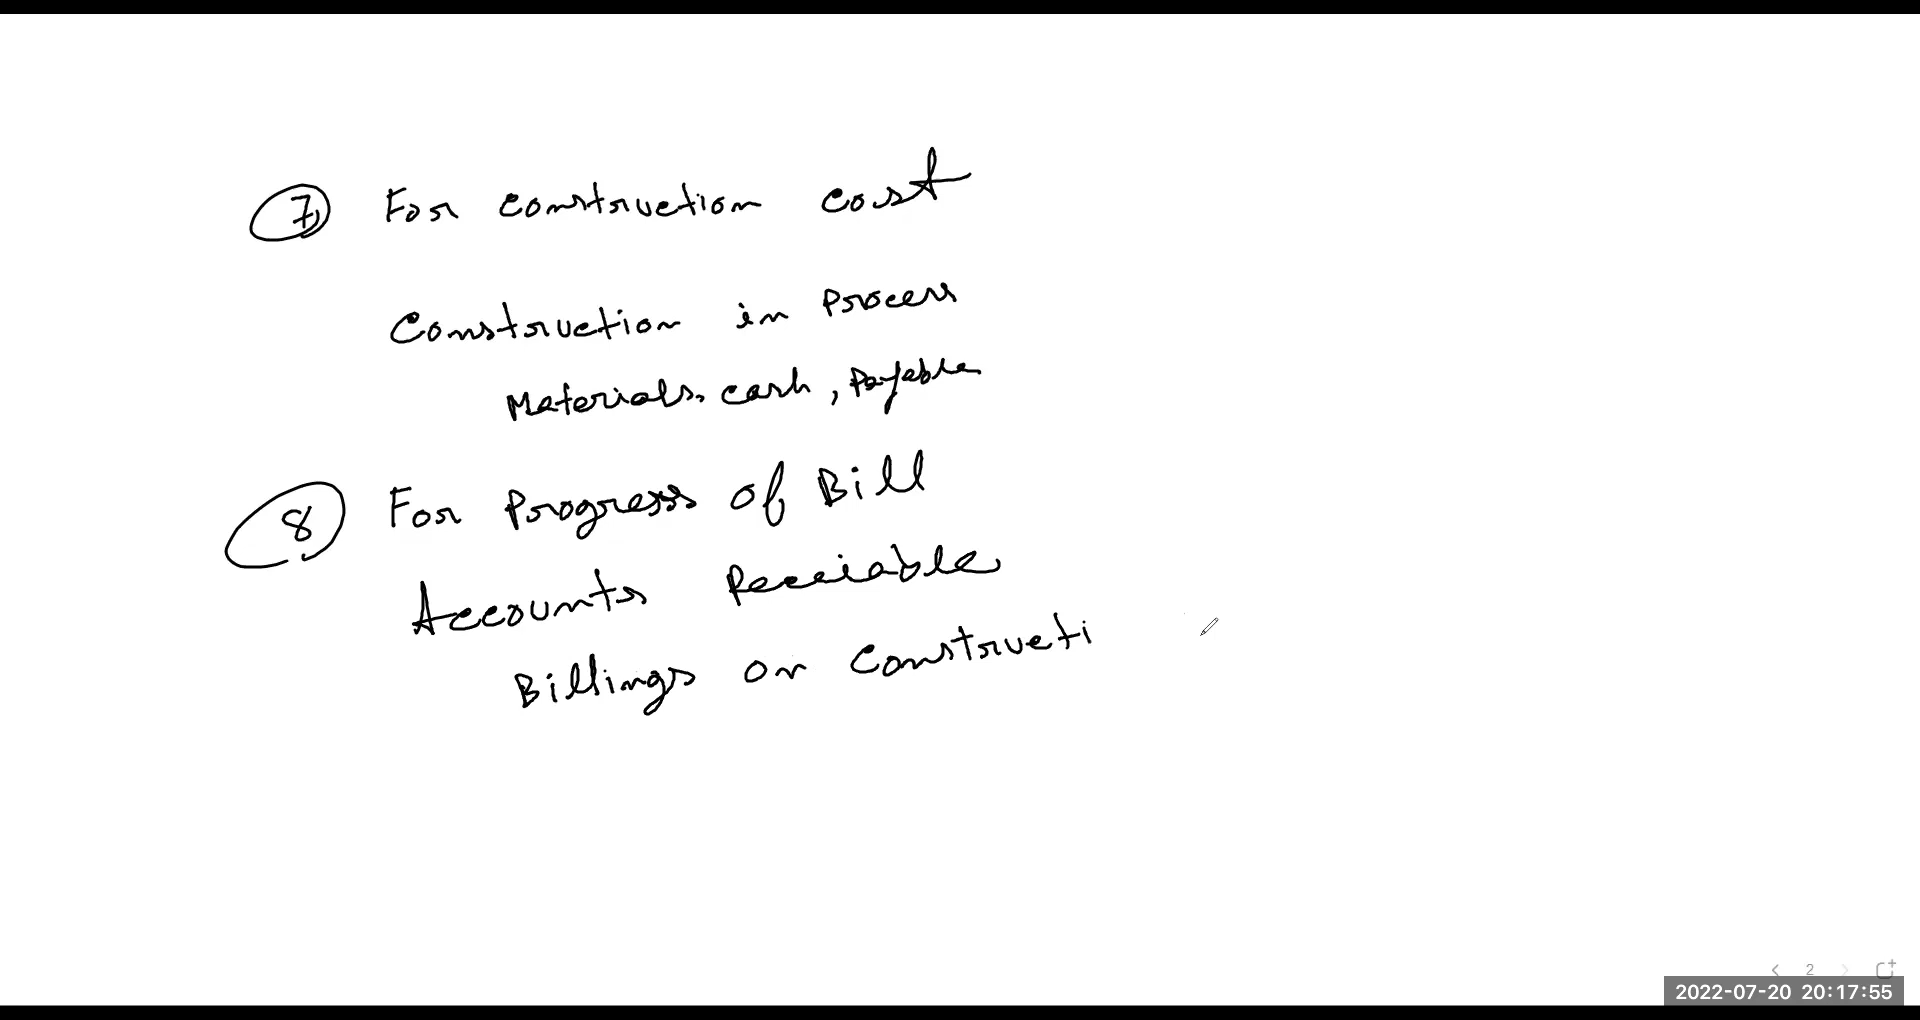 7 For construction cost
Construction in Process
Materials, cash, Payable
8 For Progress of Bill
Accounts Receiable
Billings on Constructi
2
2022-07-20 20:17:55